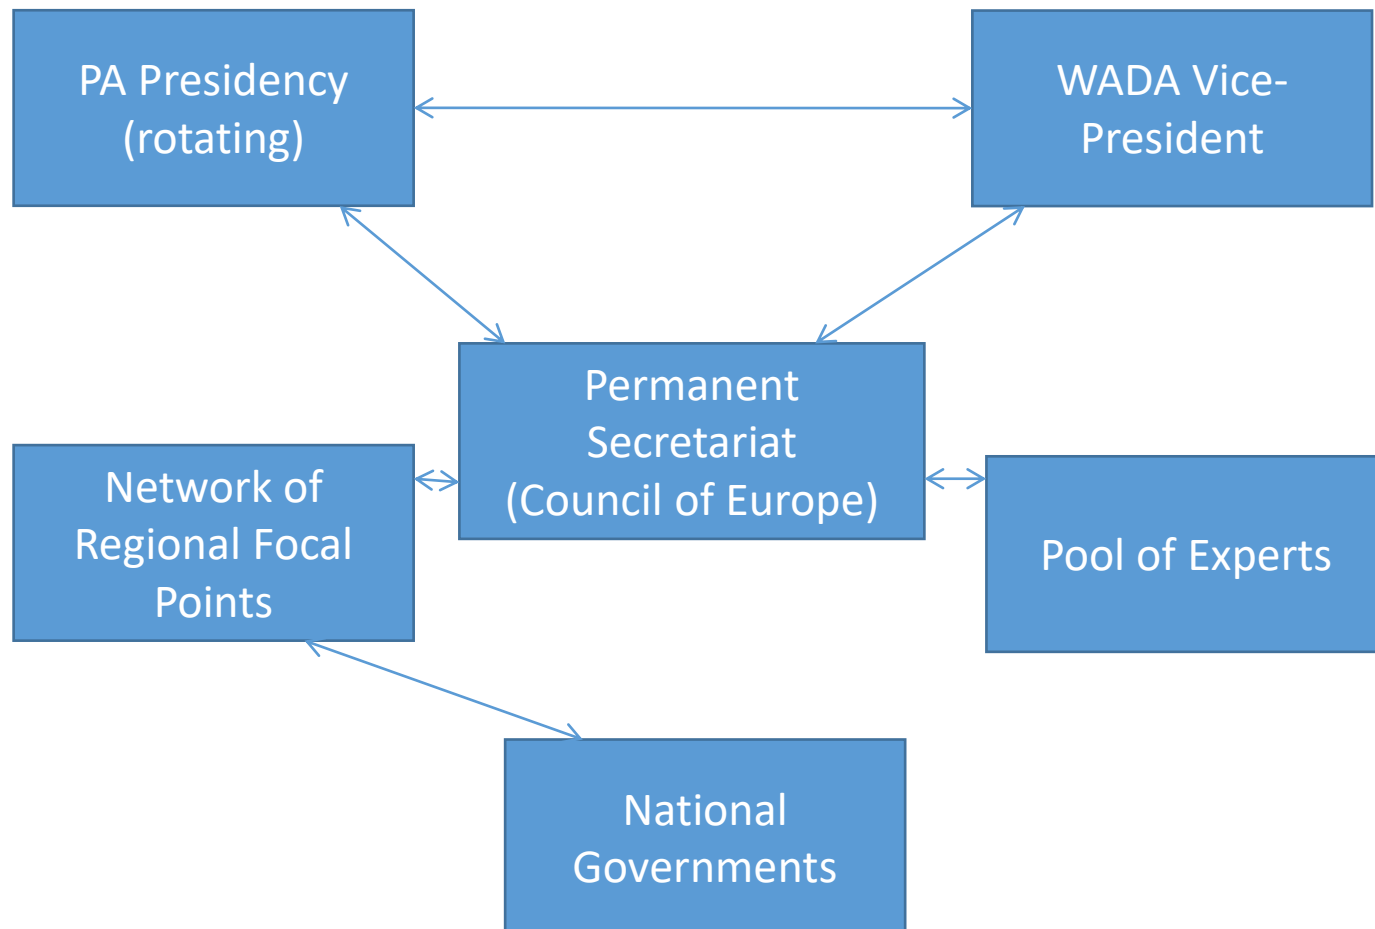 PA Presidency
(rotating)
WADA Vice-
President
Permanent
Secretariat
(Council of Europe)
Network of
Regional Focal
Points
Pool of Experts
National
Governments